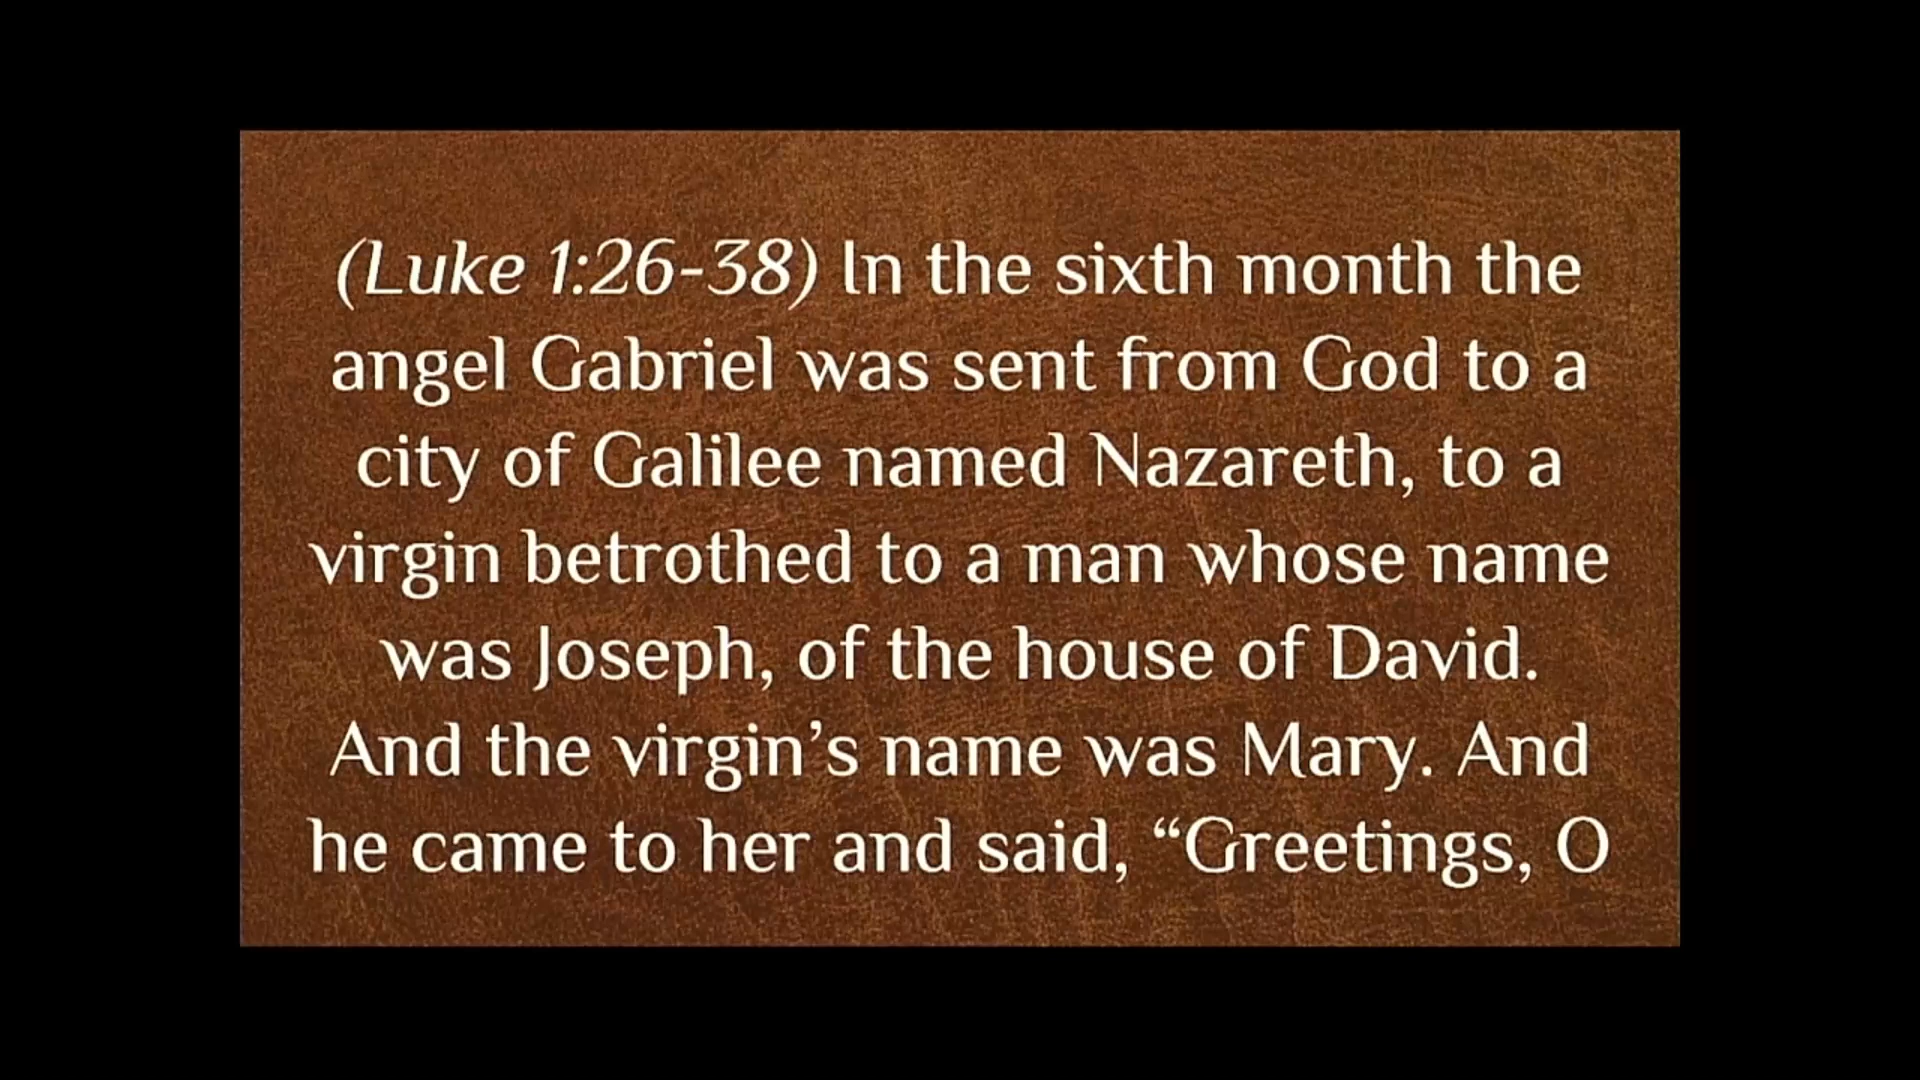 (Luke 1:26-38) In the sixth month the
angel Gabriel was sent from God to a
city of Galilee named Nazareth, to a
virgin betrothed to a man whose name
was Joseph, of the house of David.
And the virgin’s name was Mary. And
he came to her and said, “Greetings, O